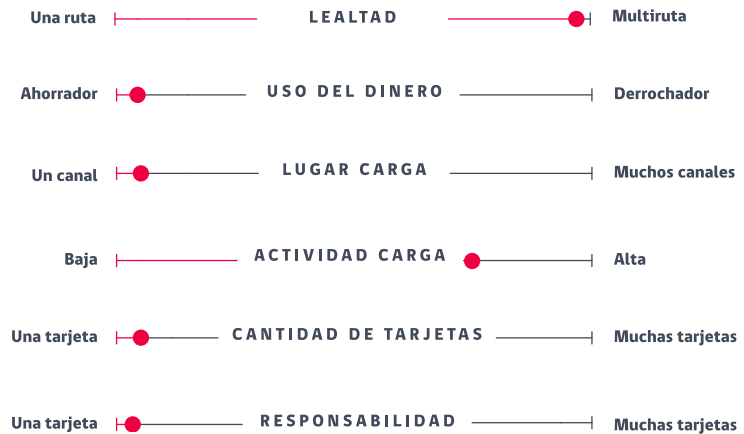 Una ruta LEALTAD Multiruta
Ahorrador USO DEL DINERO Derrochador
Un canal LUGAR CARGA Muchos canales
Baja ACTIVIDAD CARGA Alta
Una tarjeta CANTIDAD DE TARJETAS Muchas tarjetas
Una tarjeta RESPONSABILIDAD Muchas tarjetas